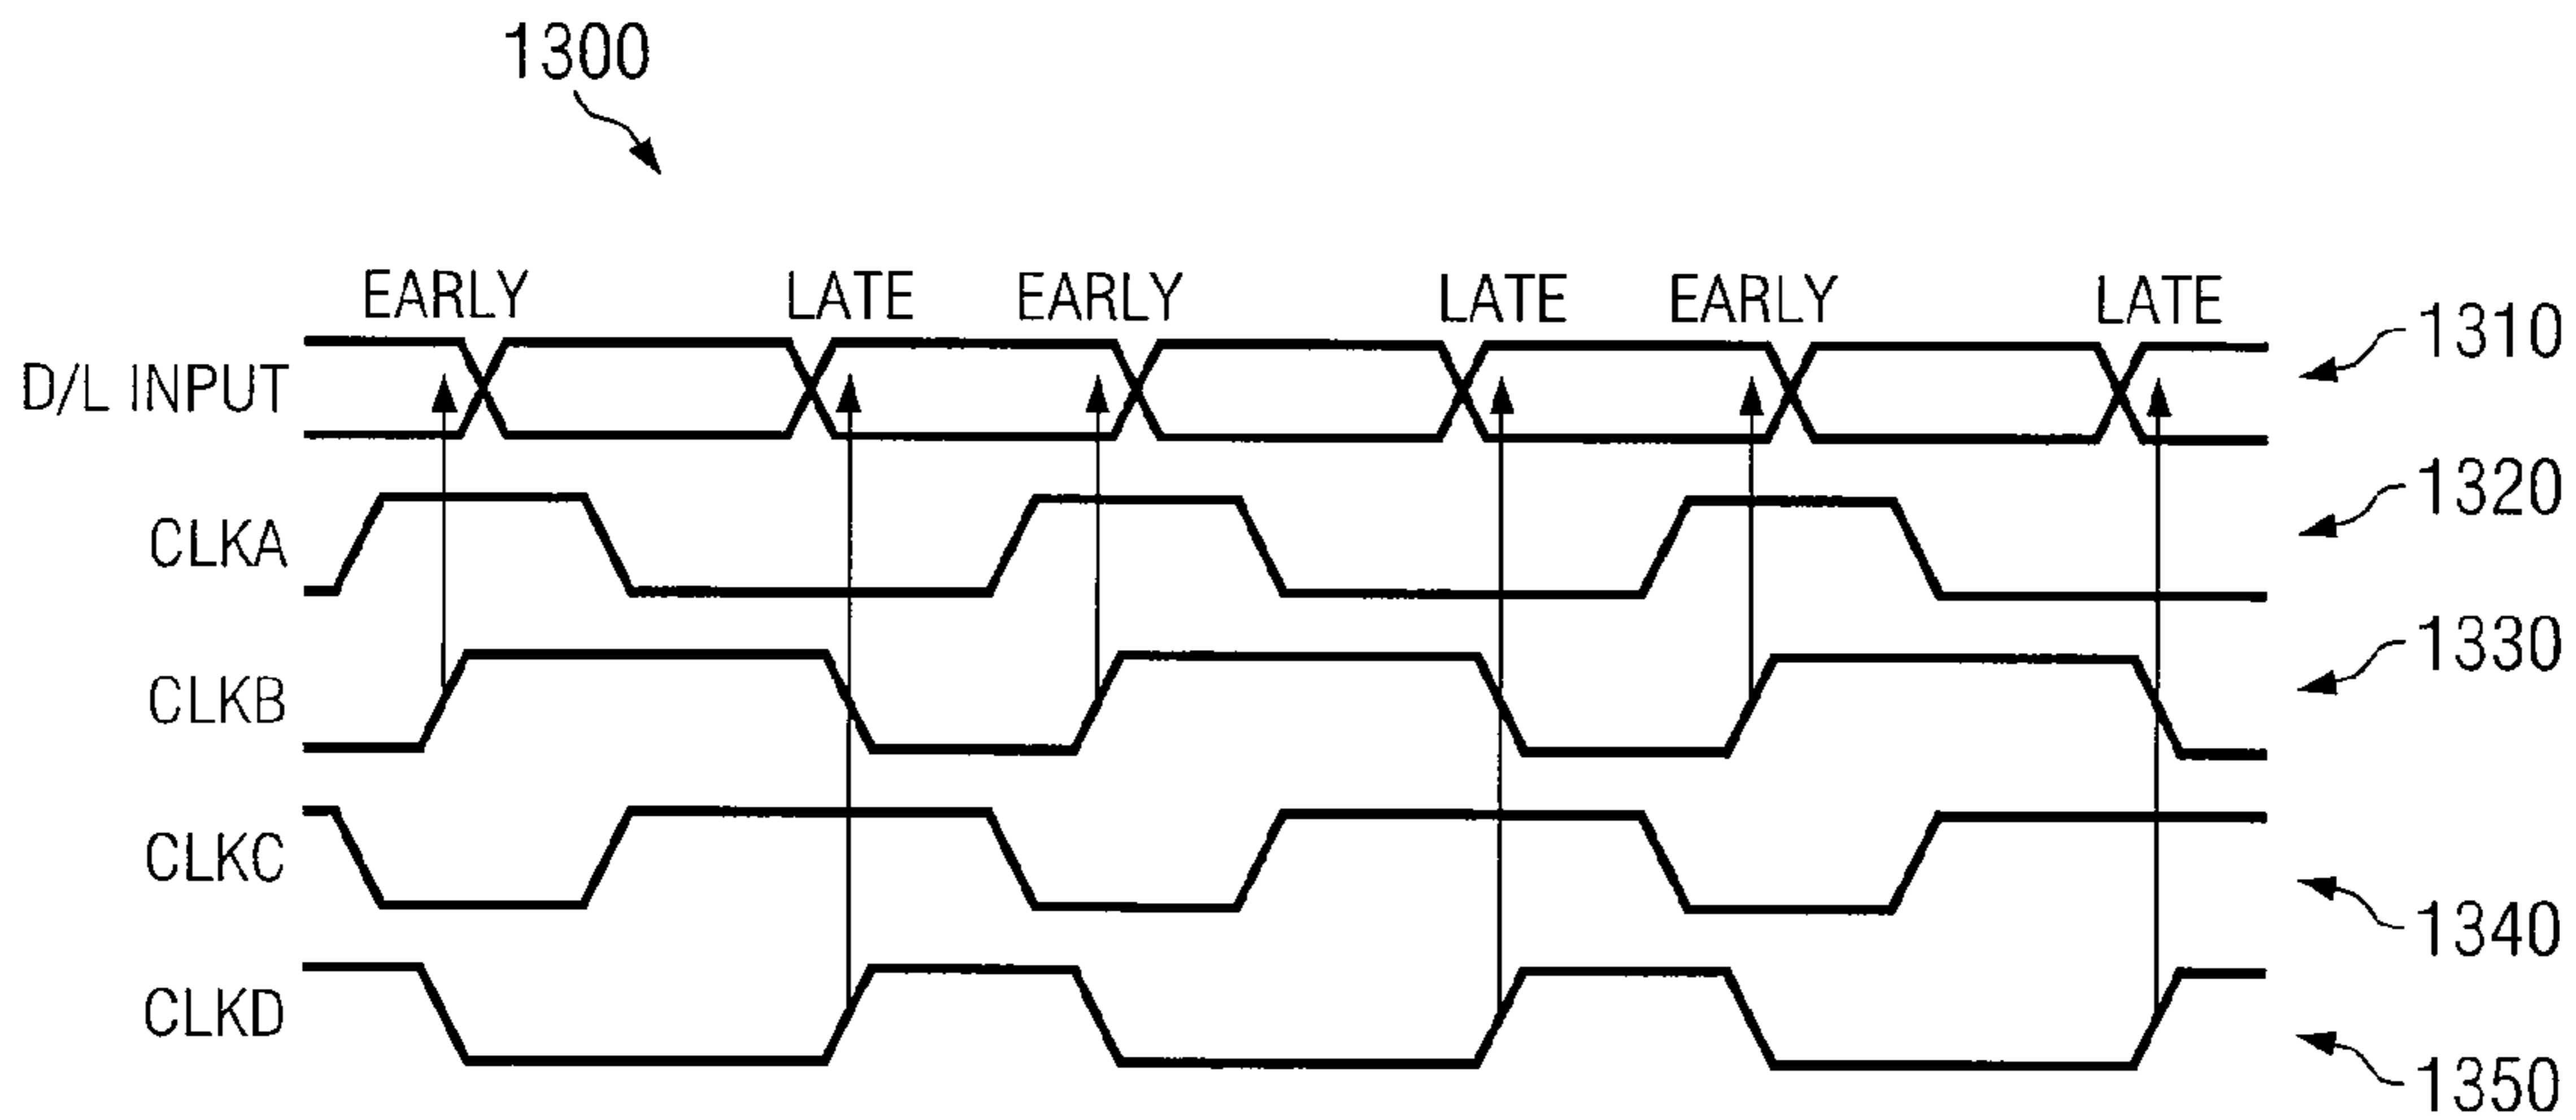 1300
EARLY LATE EARLY LATE EARLY LATE
D/L INPUT 1310
CLKA 1320
CLKB 1330
CLKC 1340
CLKD 1350